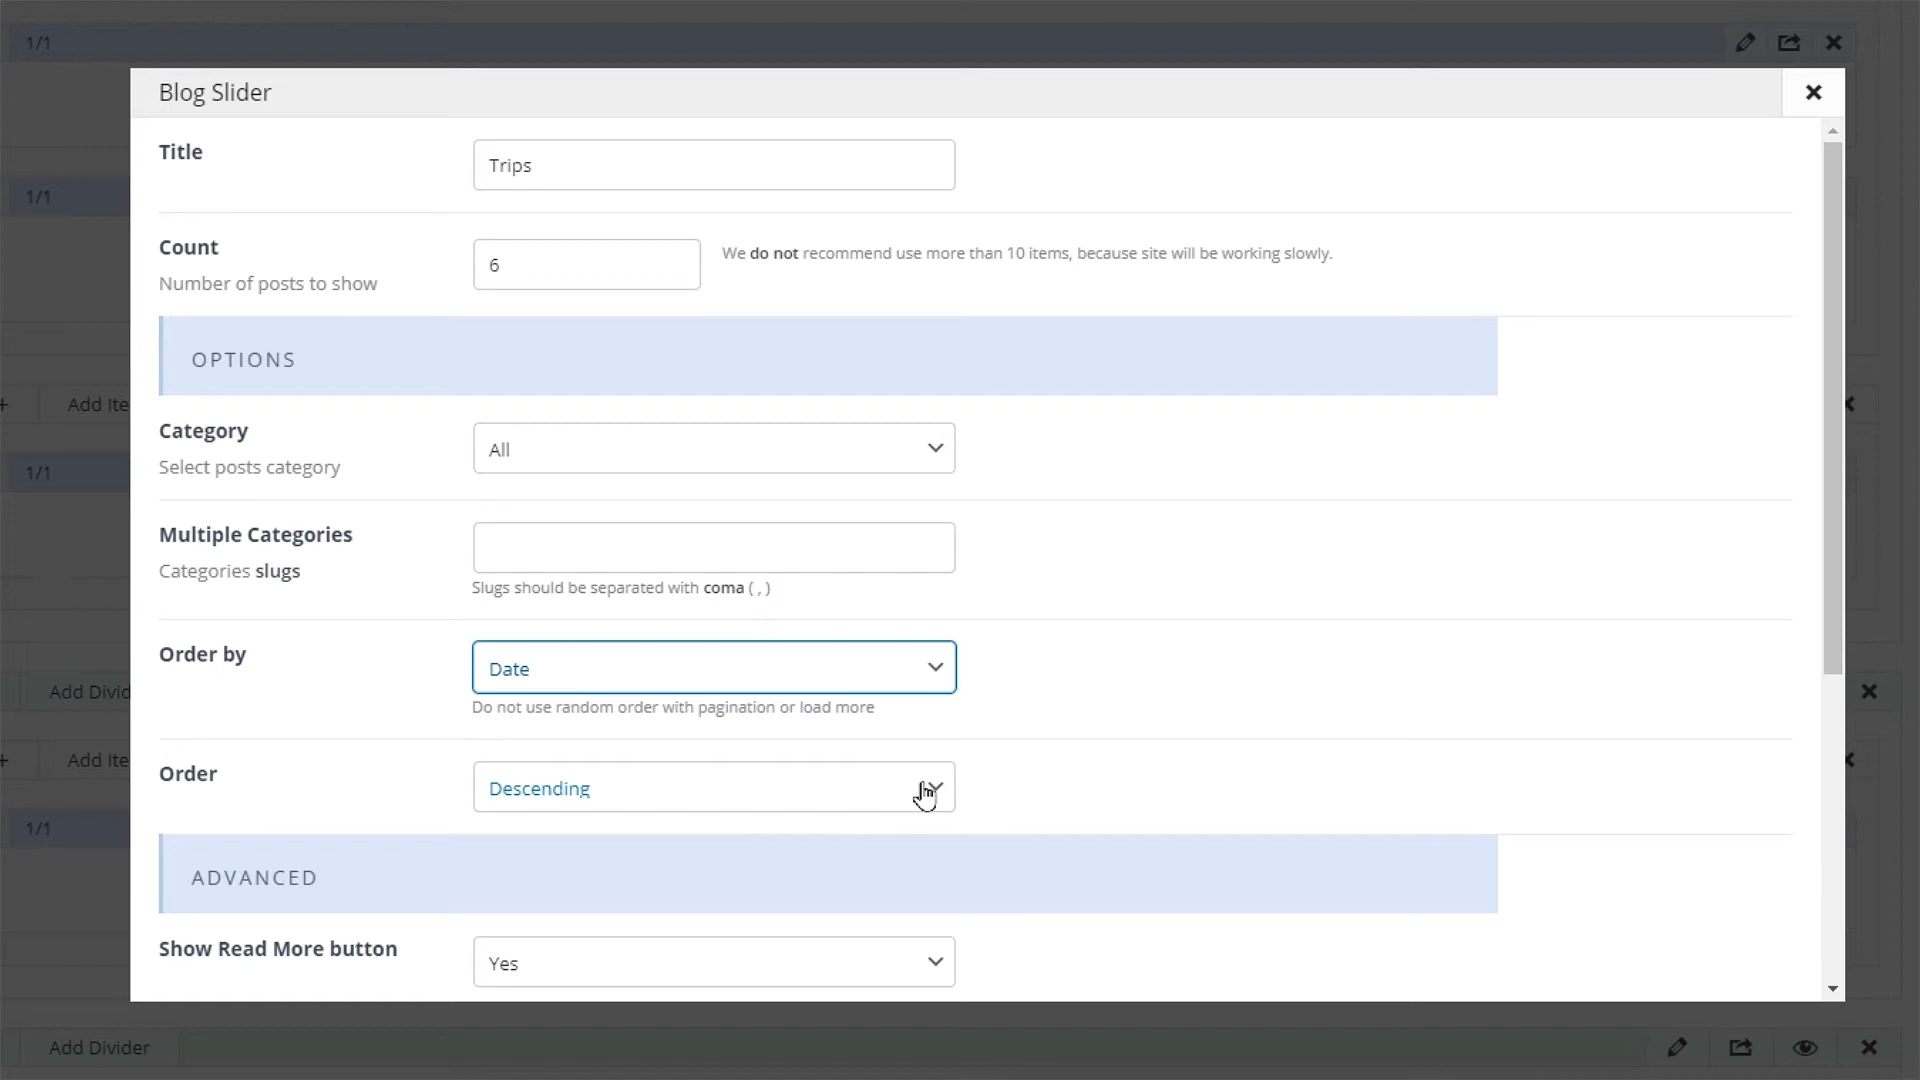 1/1
Blog Slider
Title
Trips
1/1
Count
Number of posts to show
6
We do not recommend use more than 10 items, because site will be working slowly.
OPTIONS
Add Ite
Category
Select posts category
All
1/1
Multiple Categories
Categories slugs
Slugs should be separated with coma ( , )
Order by
Date
Do not use random order with pagination or load more
Add Divid
Add Ite
Order
Descending
1/1
ADVANCED
Show Read More button
Yes
Add Divider